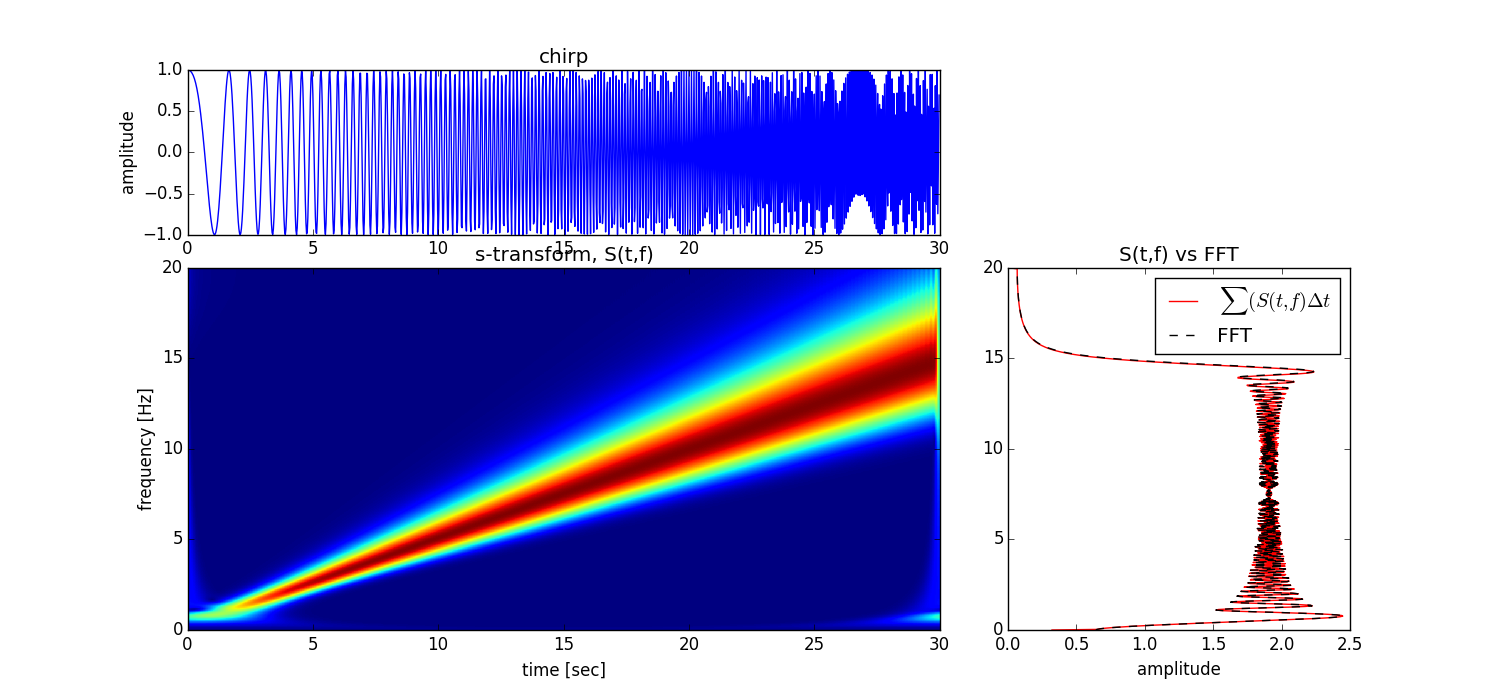 chirp
amplitude
1.0
0.5
0.0
−0.5
−1.0
0 5 10 15 20 25 30
s-transform, S(t,f)
frequency [Hz]
20
15
10
5
0
0 5 10 15 20 25 30
time [sec]
S(t,f) vs FFT
∑(S(t,f)Δt
FFT
20
15
10
5
0
0.0 0.5 1.0 1.5 2.0 2.5
amplitude